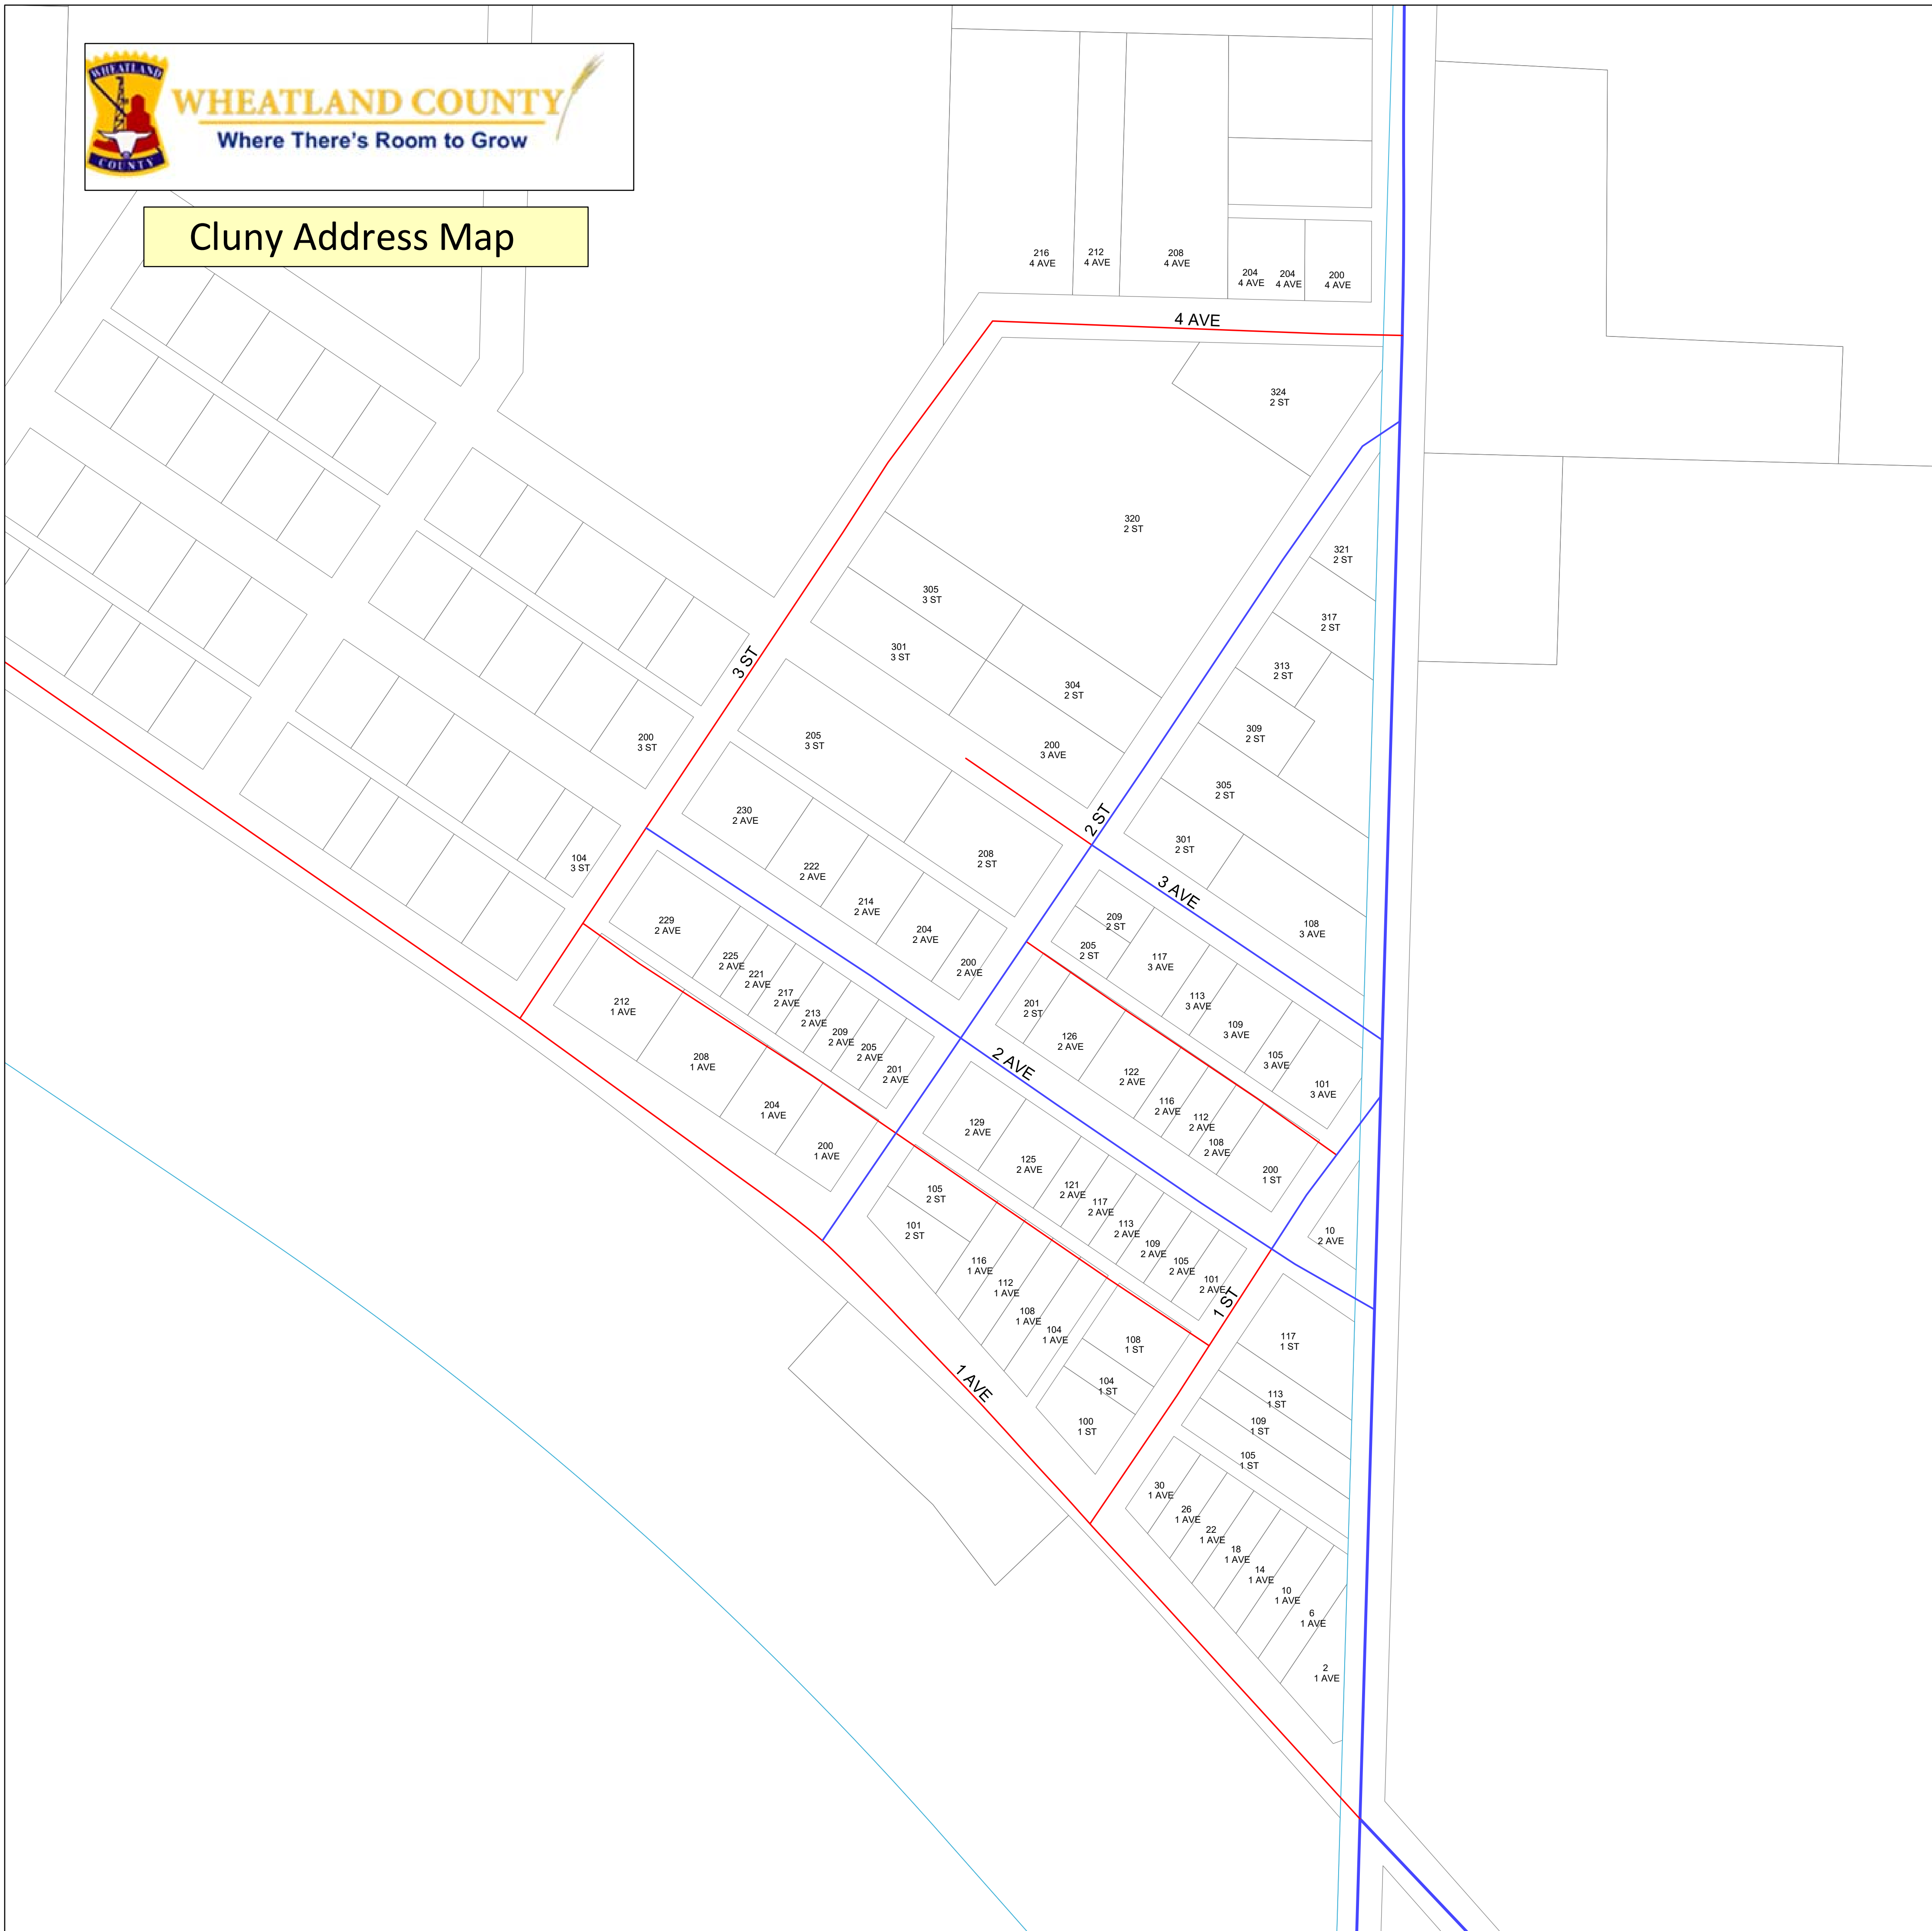 WHEATLAND
COUNTY
WHEATLAND COUNTY
Where There's Room to Grow
Cluny Address Map
216
4 AVE
212
4 AVE
208
4 AVE
204
4 AVE
204
4 AVE
200
4 AVE
4 AVE
324
2 ST
320
2 ST
321
2 ST
305
3 ST
317
2 ST
301
3 ST
313
2 ST
3 ST
304
2 ST
309
2 ST
200
3 ST
205
3 ST
200
3 AVE
305
2 ST
230
2 AVE
2 ST
301
2 ST
104
3 ST
222
2 AVE
208
2 ST
3 AVE
214
2 AVE
229
2 AVE
204
2 AVE
209
2 ST
108
3 AVE
205
2 ST
117
3 AVE
225
2 AVE
200
2 AVE
221
2 AVE
217
2 AVE
113
3 AVE
212
1 AVE
201
2 ST
213
2 AVE
109
3 AVE
209
2 AVE
126
2 AVE
205
2 AVE
105
3 AVE
208
1 AVE
2 AVE
201
2 AVE
122
2 AVE
101
3 AVE
204
1 AVE
116
2 AVE
112
2 AVE
129
2 AVE
108
2 AVE
200
1 AVE
125
2 AVE
200
1 ST
105
2 ST
121
2 AVE
117
2 AVE
101
2 ST
113
2 AVE
10
2 AVE
109
2 AVE
116
1 AVE
105
2 AVE
101
2 AVE
112
1 AVE
1 ST
108
1 AVE
104
1 AVE
108
1 ST
117
1 ST
1 AVE
104
1 ST
113
1 ST
100
1 ST
109
1 ST
105
1 ST
30
1 AVE
26
1 AVE
22
1 AVE
18
1 AVE
14
1 AVE
10
1 AVE
6
1 AVE
2
1 AVE